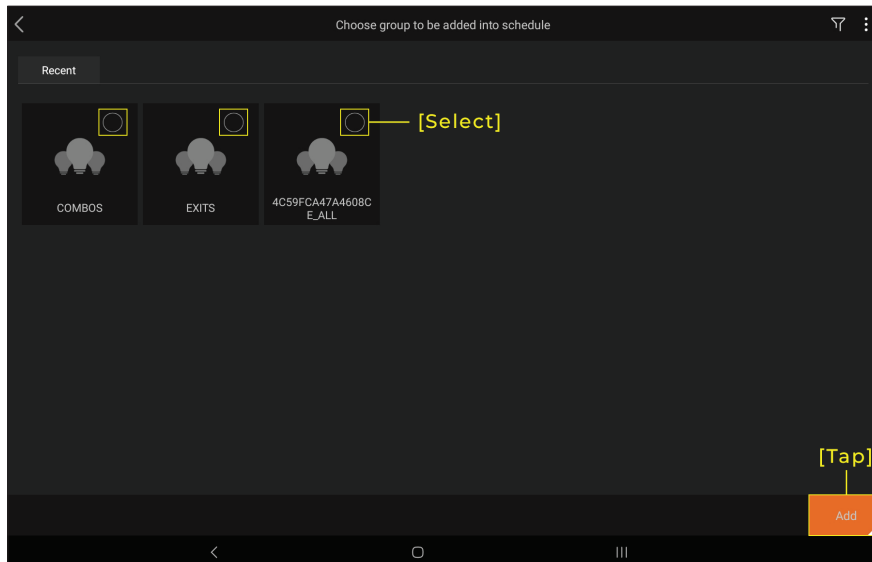 Choose group to be added into schedule
Recent
[Select]
COMBOS
EXITS
4C59FCA47A4608C
E_ALL
[Tap]
Add